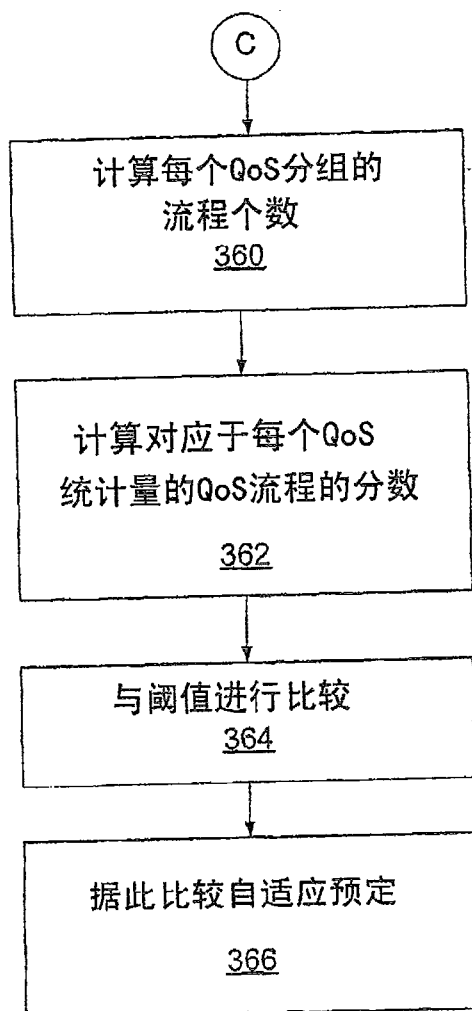 C
计算每个QoS分组的
流程个数
360
计算对应于每个QoS
统计量的QoS流程的分数
362
与阈值进行比较
364
据此比较自适应预定
366